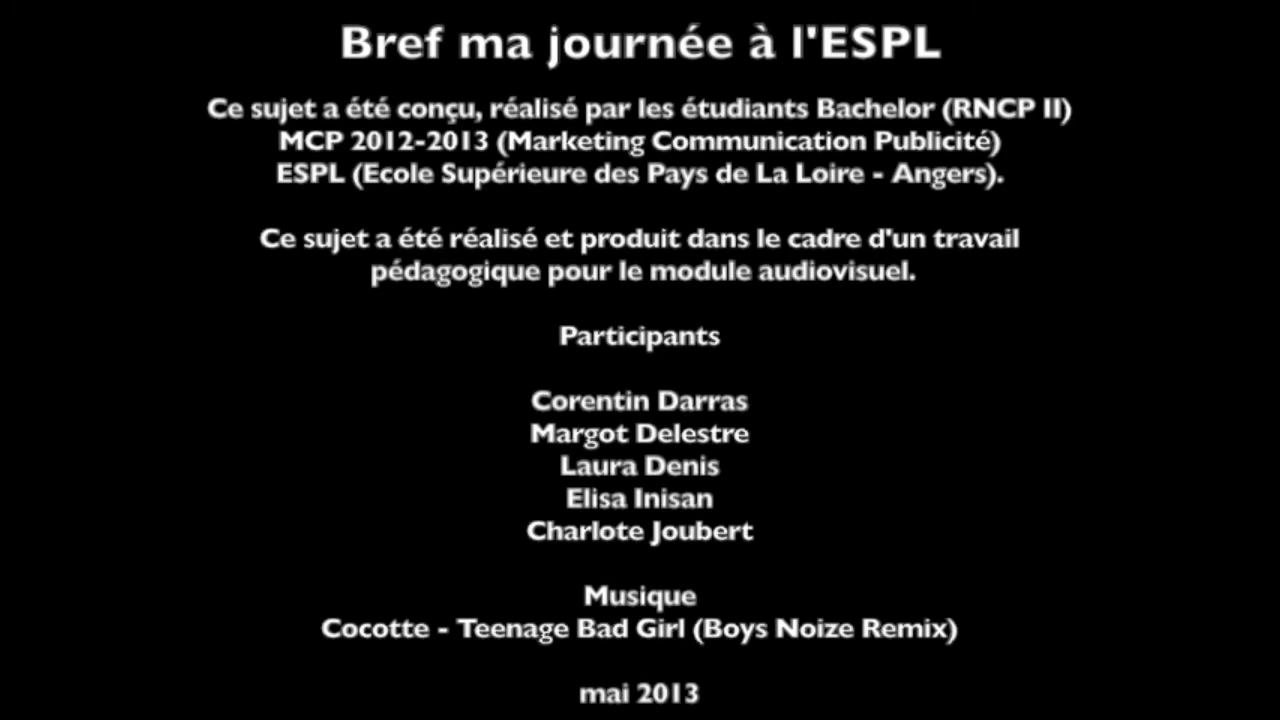 Bref ma journée à l'ESPL
Ce sujet a été conçu, réalisé par les étudiants Bachelor (RNCP II)
MCP 2012-2013 (Marketing Communication Publicité)
ESPL (Ecole Supérieure des Pays de La Loire - Angers).
Ce sujet a été réalisé et produit dans le cadre d'un travail
pédagogique pour le module audiovisuel.
Participants
Corentin Darras
Margot Delestre
Laura Denis
Elisa Inisan
Charlote Joubert
Musique
Cocotte - Teenage Bad Girl (Boys Noize Remix)
mai 2013